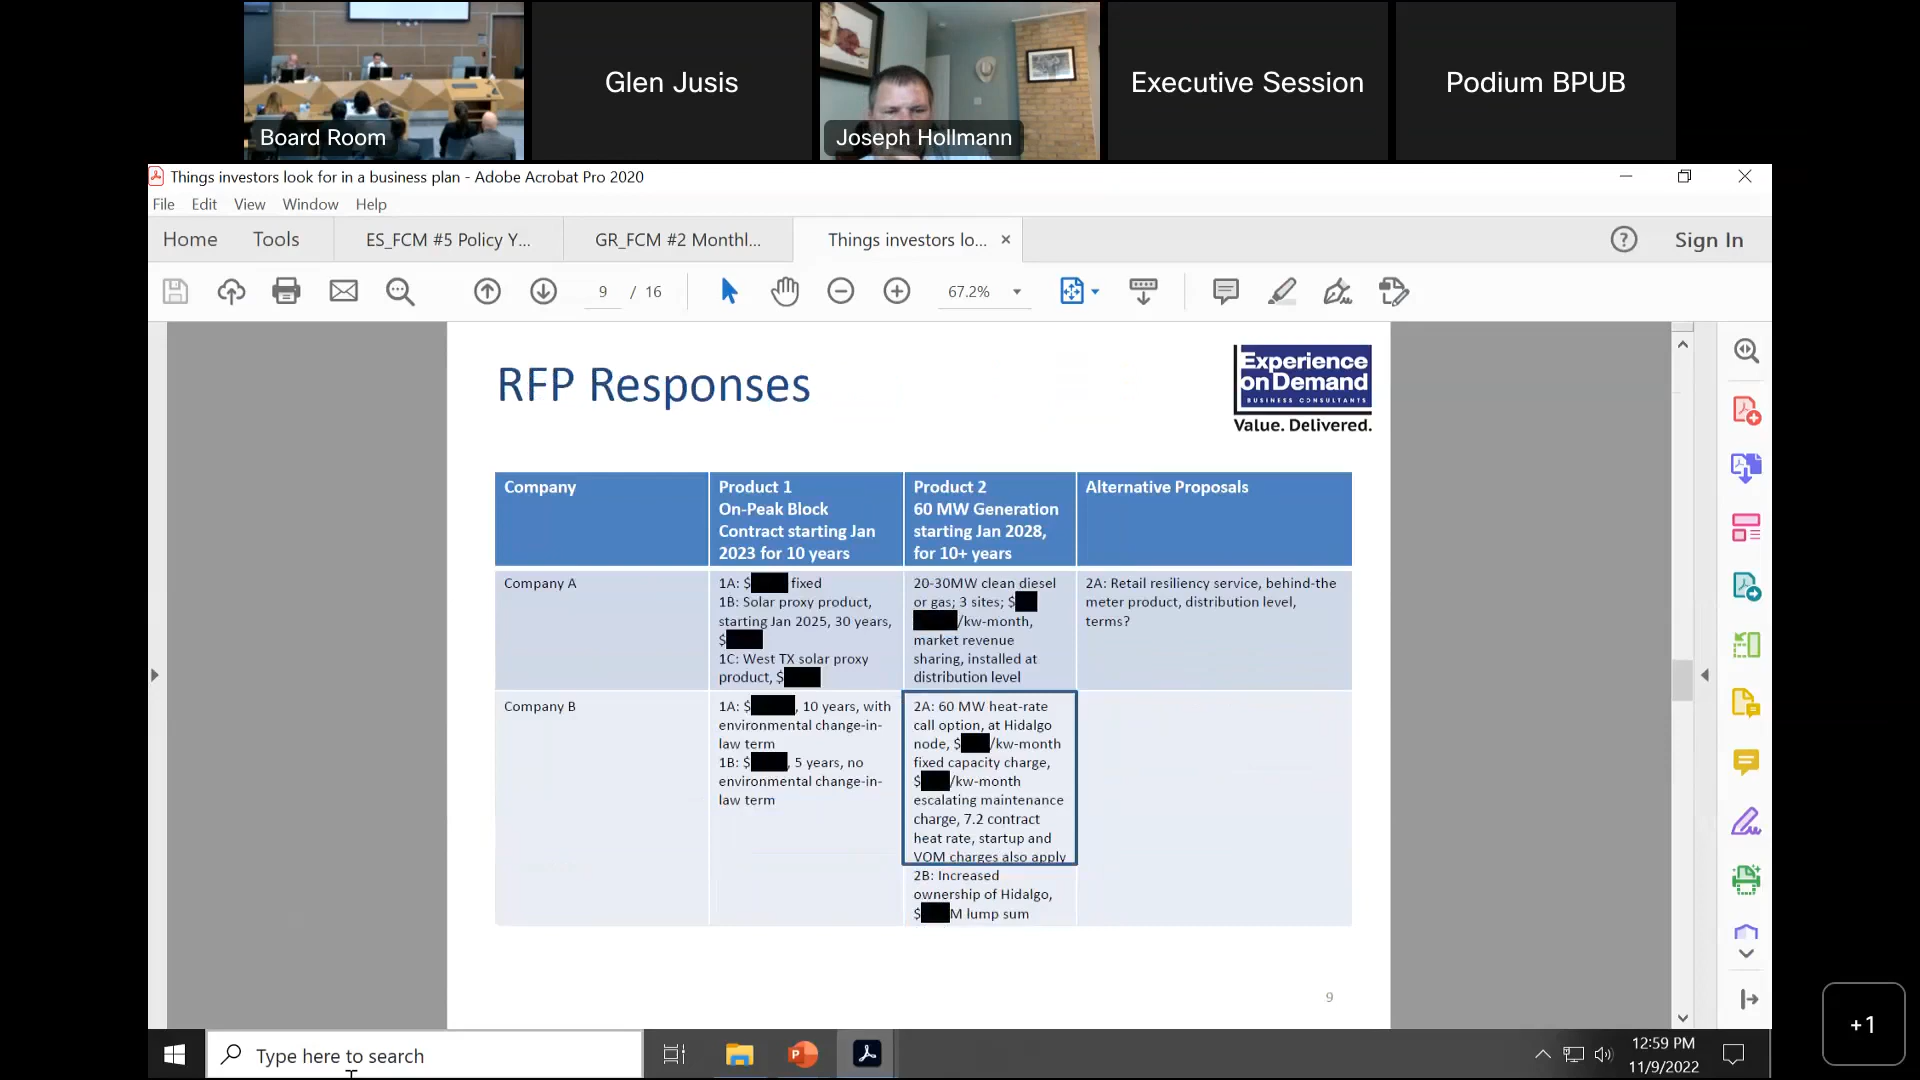 Board Room
Glen Jusis
Joseph Hollmann
Executive Session
Podium BPUB
Things investors look for in a business plan - Adobe Acrobat Pro 2020
File Edit View Window Help
Home Tools ES_FCM #5 Policy Y... GR_FCM #2 Monthl... Things investors lo... × ? Sign In
9 / 16 67.2%
RFP Responses
Experience
on Demand
BUSINESS CONSULTANTS
Value. Delivered.
Company
Product 1
On-Peak Block
Contract starting Jan
2023 for 10 years
Product 2
60 MW Generation
starting Jan 2028,
for 10+ years
Alternative Proposals
Company A
1A: $ fixed
1B: Solar proxy product,
starting Jan 2025, 30 years,
$
1C: West TX solar proxy
product, $
20-30MW clean diesel
or gas; 3 sites; $
/kw-month,
market revenue
sharing, installed at
distribution level
2A: Retail resiliency service, behind-the
meter product, distribution level,
terms?
Company B
1A: $ , 10 years, with
environmental change-in-
law term
1B: $ , 5 years, no
environmental change-in-
law term
2A: 60 MW heat-rate
call option, at Hidalgo
node, $ /kw-month
fixed capacity charge,
$ /kw-month
escalating maintenance
charge, 7.2 contract
heat rate, startup and
VOM charges also apply
2B: Increased
ownership of Hidalgo,
$ M lump sum
9
+1
Type here to search
12:59 PM
11/9/2022